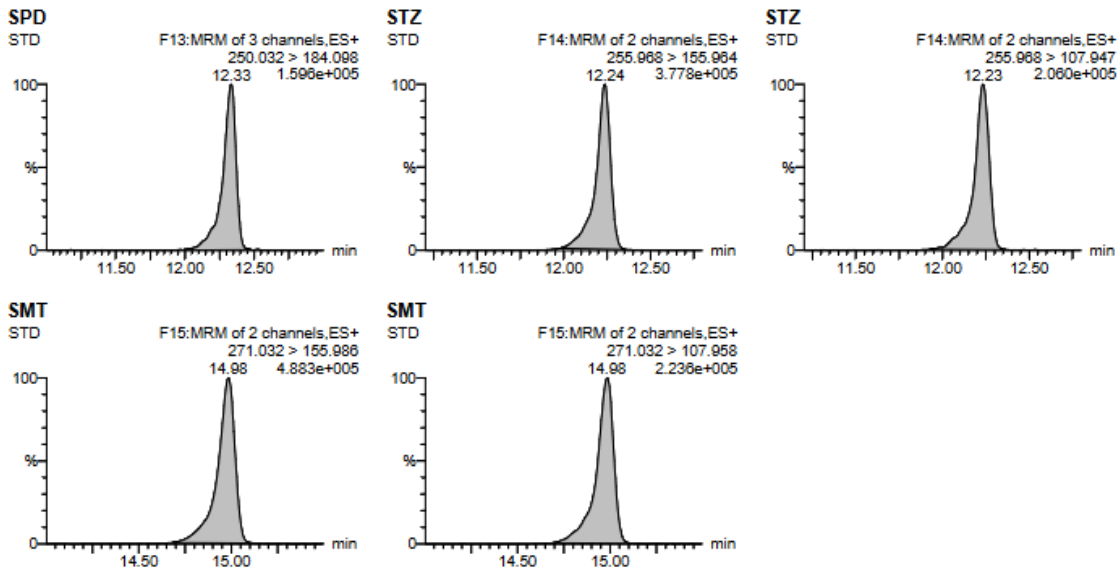 SPD
STD
F13:MRM of 3 channels,ES+
250.032 > 184.098
12.33 1.596e+005
100
%
0
11.50 12.00 12.50 min
STZ
STD
F14:MRM of 2 channels,ES+
255.968 > 155.964
12.24 3.778e+005
100
%
0
11.50 12.00 12.50 min
STZ
STD
F14:MRM of 2 channels,ES+
255.968 > 107.947
12.23 2.060e+005
100
%
0
11.50 12.00 12.50 min
SMT
STD
F15:MRM of 2 channels,ES+
271.032 > 155.986
14.98 4.883e+005
100
%
0
14.50 15.00 min
SMT
STD
F15:MRM of 2 channels,ES+
271.032 > 107.958
14.98 2.236e+005
100
%
0
14.50 15.00 min